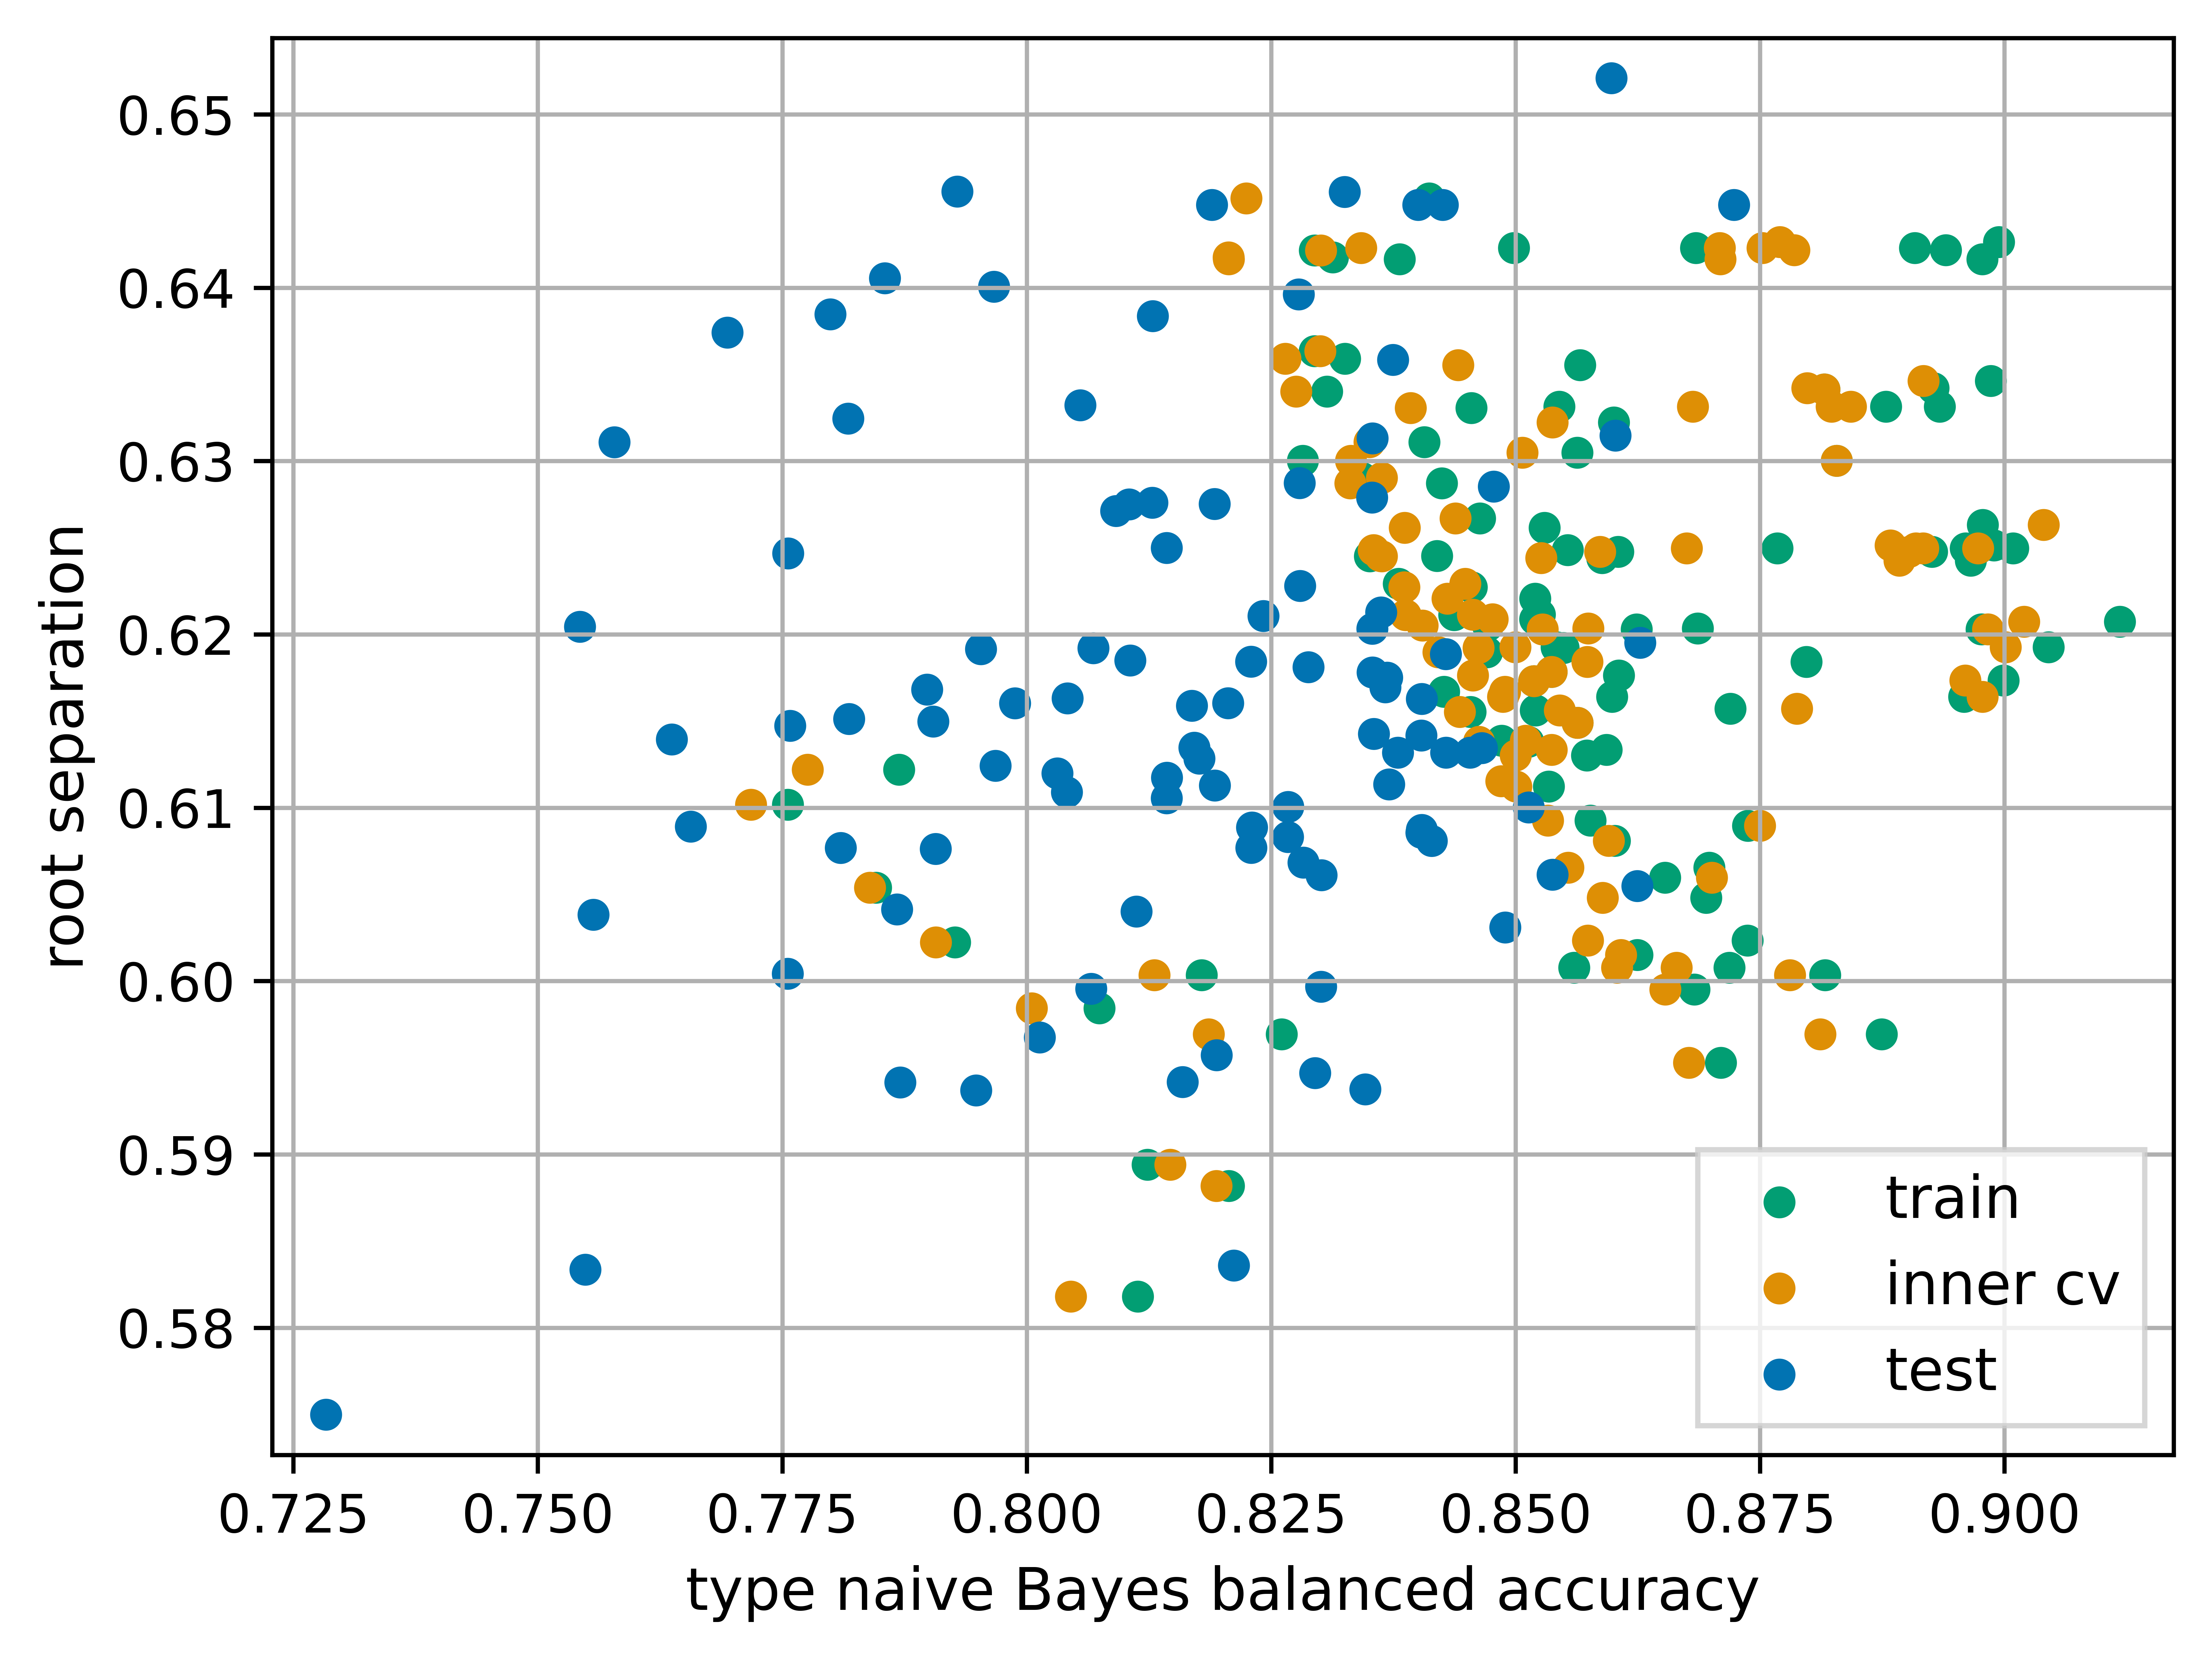 root separation
0.65
0.64
0.63
0.62
0.61
0.60
0.59
0.58
train
inner cv
test
0.725 0.750 0.775 0.800 0.825 0.850 0.875 0.900
type naive Bayes balanced accuracy